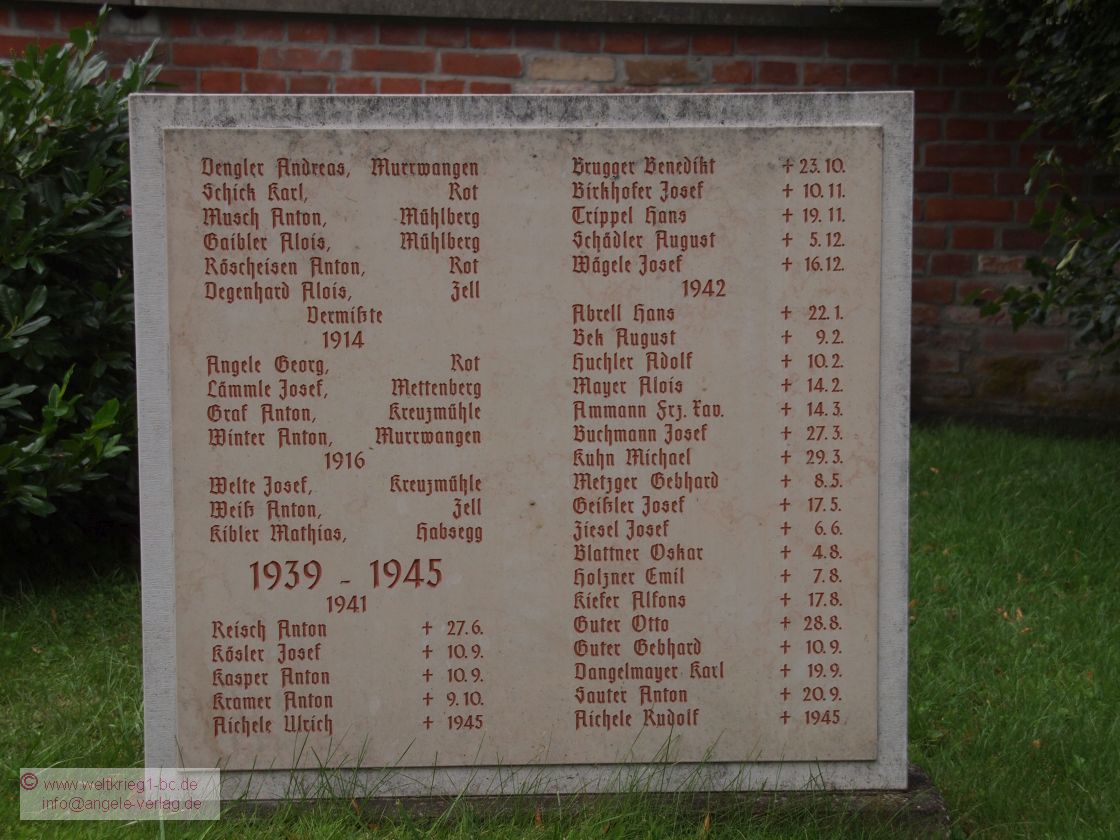 Dengler Andreas, Murrwangen
Schick Karl, Rot
Musch Anton, Mühlberg
Gaibler Alois, Mühlberg
Röscheisen Anton, Rot
Degenhard Alois, Zell
Vermißte
1914
Angele Georg, Rot
Lämmle Josef, Mettenberg
Graf Anton, Kreuzmühle
Winter Anton, Murrwangen
1916
Welte Josef, Kreuzmühle
Weiß Anton, Zell
Kibler Mathias, Habsegg
1939 - 1945
1941
Reisch Anton + 27.6.
Kösler Josef + 10.9.
Kasper Anton + 10.9.
Kramer Anton + 9.10.
Aichele Ulrich + 1945
Brugger Benedikt + 23.10.
Birkhofer Josef + 10.11.
Trippel Hans + 19.11.
Schädler August + 5.12.
Wägele Josef + 16.12.
1942
Abrell Hans + 22.1.
Bek August + 9.2.
Huchler Adolf + 10.2.
Mayer Alois + 14.2.
Ammann Frz. Xav. + 14.3.
Buchmann Josef + 27.3.
Kuhn Michael + 29.3.
Metzger Gebhard + 8.5.
Geißler Josef + 17.5.
Ziesel Josef + 6.6.
Blattner Oskar + 4.8.
Holzner Emil + 7.8.
Kiefer Alfons + 17.8.
Guter Otto + 28.8.
Guter Gebhard + 10.9.
Dangelmayer Karl + 19.9.
Sauter Anton + 20.9.
Aichele Rudolf + 1945
© www.weltkrieg1-bc.de
info@angele-verlag.de